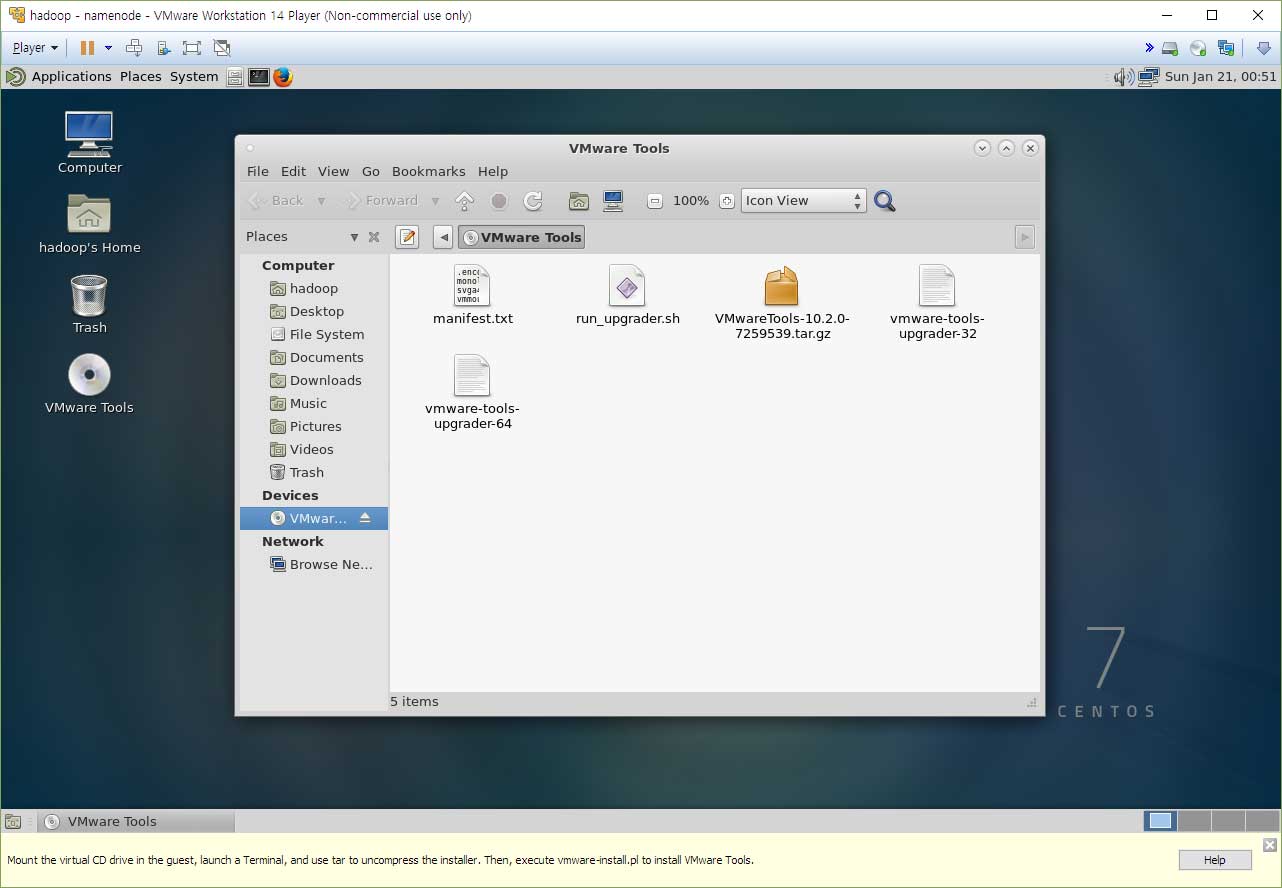 hadoop - namenode - VMware Workstation 14 Player (Non-commercial use only)
Player
Applications Places System
Sun Jan 21, 00:51
Computer
hadoop's Home
Trash
VMware Tools
VMware Tools
File Edit View Go Bookmarks Help
Back Forward 100% Icon View
Places
VMware Tools
Computer
hadoop
Desktop
File System
Documents
Downloads
Music
Pictures
Videos
Trash
Devices
VMwar...
Network
Browse Ne...
manifest.txt
run_upgrader.sh
VMwareTools-10.2.0-
7259539.tar.gz
vmware-tools-
upgrader-32
vmware-tools-
upgrader-64
5 items
7
CENTOS
VMware Tools
Mount the virtual CD drive in the guest, launch a Terminal, and use tar to uncompress the installer. Then, execute vmware-install.pl to install VMware Tools.
Help